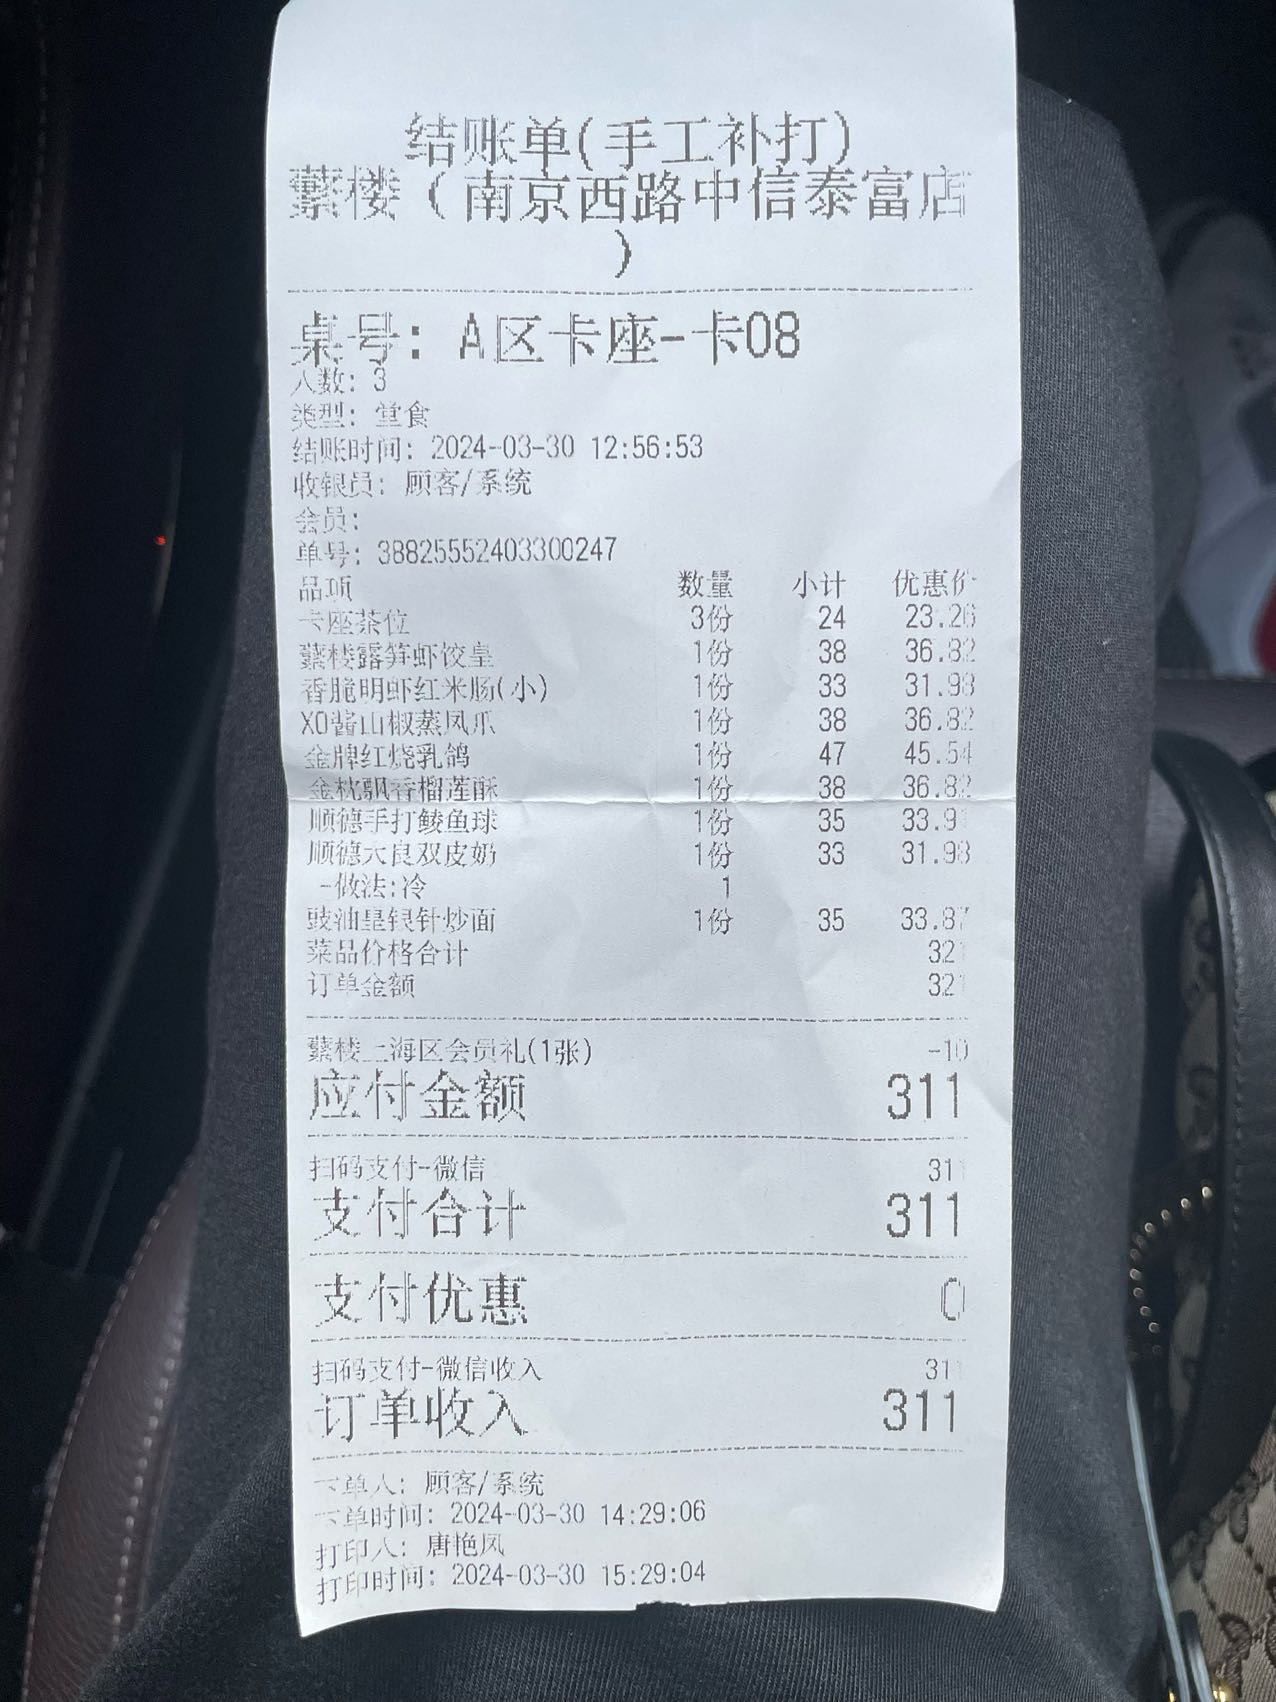 结账单(手工补打)
蘩楼（南京西路中信泰富店
）
桌号: A区卡座-卡08
人数: 3
类型: 堂食
结账时间: 2024-03-30 12:56:53
收银员: 顾客/系统
会员:
单号: 38825552403300247
品项 数量 小计 优惠价
卡座茶位 3份 24 23.26
蘩楼露笋虾饺皇 1份 38 36.82
香脆明虾红米肠(小) 1份 33 31.98
XO酱山椒蒸凤爪 1份 38 36.82
金牌红烧乳鸽 1份 47 45.54
金枕飘香榴莲酥 1份 38 36.82
顺德手打鲮鱼球 1份 35 33.91
顺德大良双皮奶 1份 33 31.98
-做法:冷 1
豉油皇银针炒面 1份 35 33.87
菜品价格合计 321
订单金额 321
蘩楼上海区会员礼(1张) -10
应付金额 311
扫码支付-微信 311
支付合计 311
支付优惠 0
扫码支付-微信收入 311
订单收入 311
下单人: 顾客/系统
下单时间: 2024-03-30 14:29:06
打印人: 唐艳凤
打印时间: 2024-03-30 15:29:04